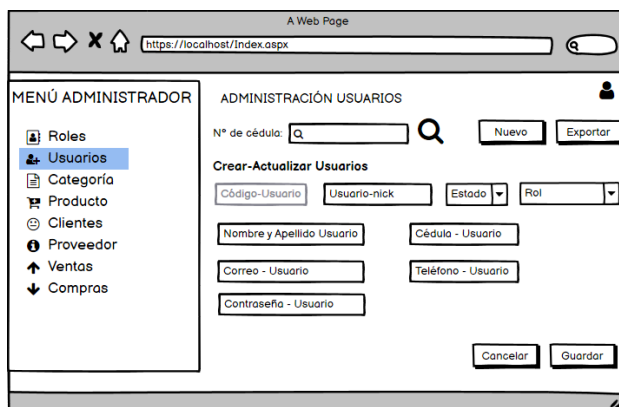 A Web Page
https://localhost/Index.aspx
MENÚ ADMINISTRADOR
Roles
Usuarios
Categoría
Producto
Clientes
Proveedor
Ventas
Compras
ADMINISTRACIÓN USUARIOS
N° de cédula:
Nuevo
Exportar
Crear-Actualizar Usuarios
Código-Usuario
Usuario-nick
Estado
Rol
Nombre y Apellido Usuario
Cédula - Usuario
Correo - Usuario
Teléfono - Usuario
Contraseña - Usuario
Cancelar
Guardar